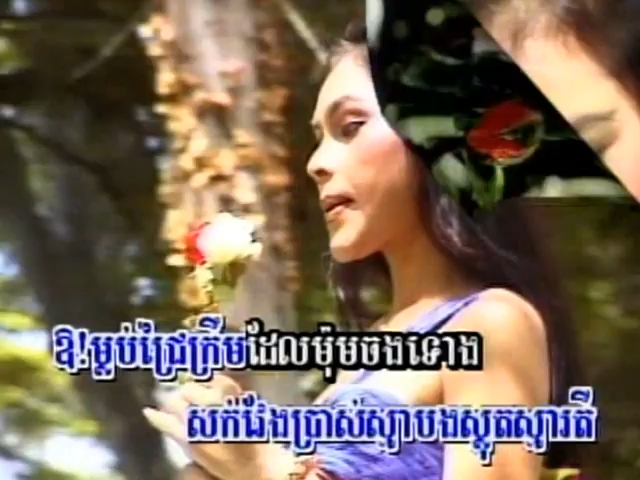 ឱ!ម្លប់ជ្រៃក្រឹមដែលម៉ុមចងទោង
សក់វែងប្រាស់ស្មាបងស្លុតស្មារតី